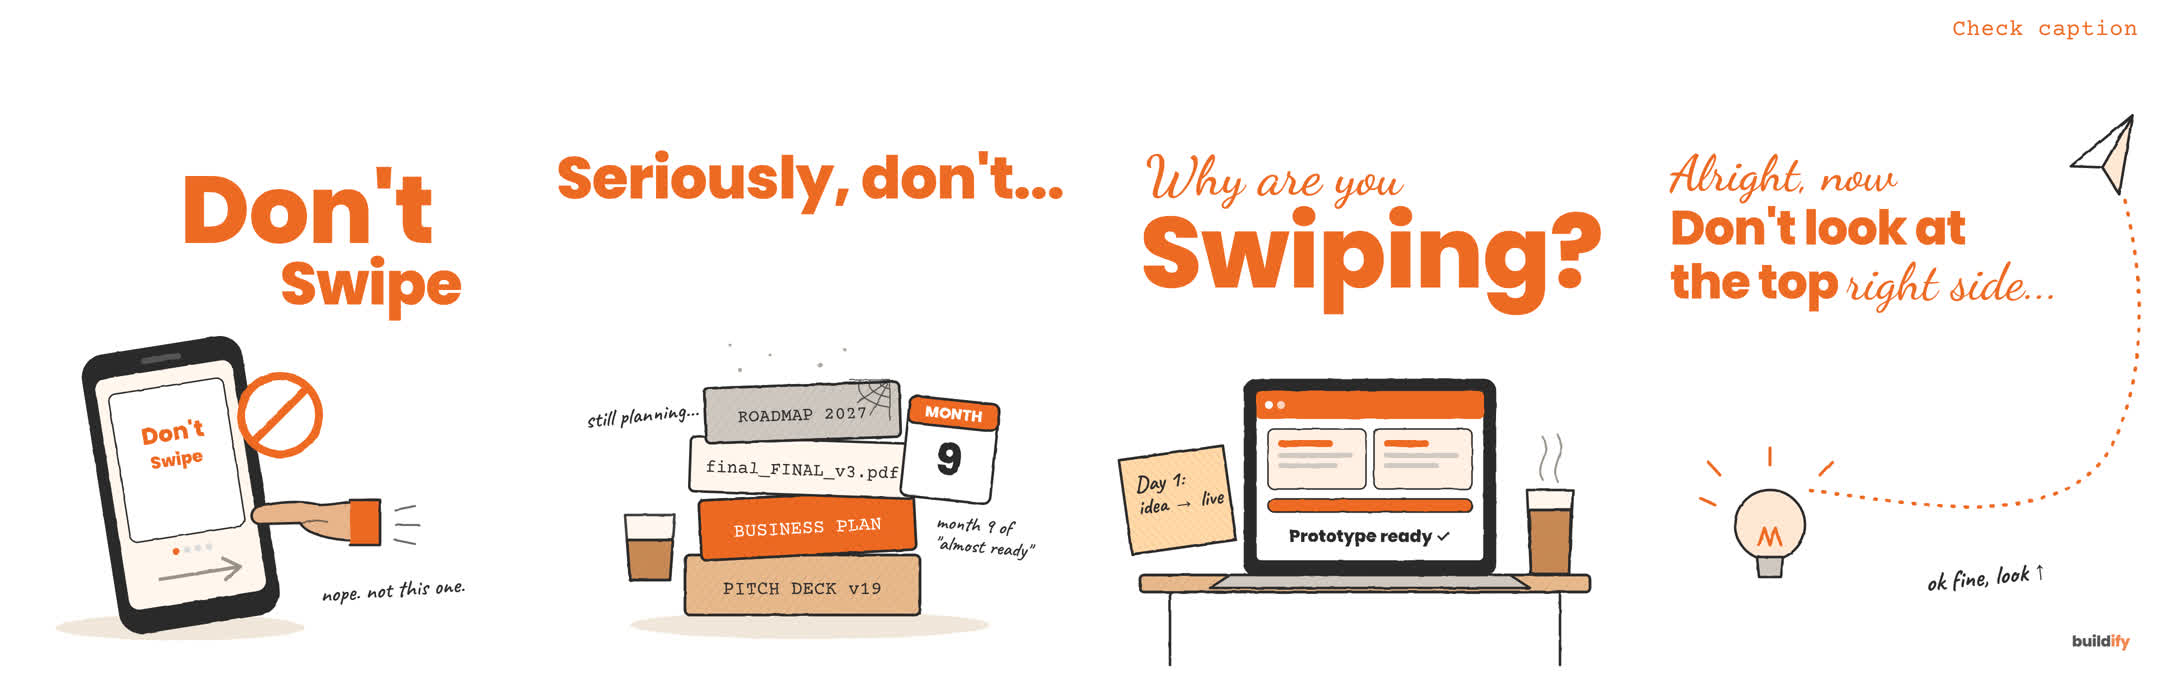 Don't
Swipe
Don't
Swipe
nope. not this one.
Seriously, don't...
still planning...
ROADMAP 2027
final_FINAL_v3.pdf
BUSINESS PLAN
PITCH DECK v19
MONTH
9
month 9 of
"almost ready"
Why are you
Swiping?
Day 1:
idea → live
Prototype ready ✓
Check caption
Alright, now
Don't look at
the top right side...
ok fine, look ↑
buildify